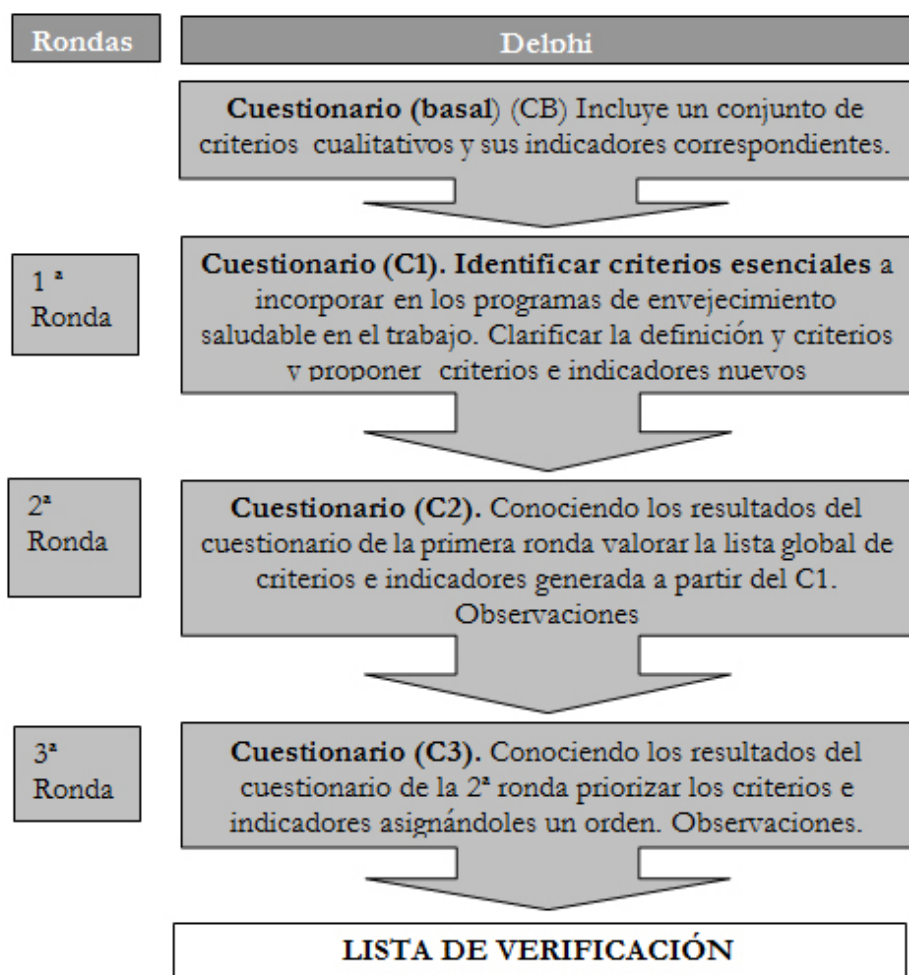 Rondas
Delphi
Cuestionario (basal) (CB) Incluye un conjunto de
criterios cualitativos y sus indicadores correspondientes.
1ª
Ronda
Cuestionario (C1). Identificar criterios esenciales a
incorporar en los programas de envejecimiento
saludable en el trabajo. Clarificar la definición y criterios
y proponer criterios e indicadores nuevos
2ª
Ronda
Cuestionario (C2). Conociendo los resultados del
cuestionario de la primera ronda valorar la lista global de
criterios e indicadores generada a partir del C1.
Observaciones
3ª
Ronda
Cuestionario (C3). Conociendo los resultados del
cuestionario de la 2ª ronda priorizar los criterios e
indicadores asignándoles un orden. Observaciones.
LISTA DE VERIFICACIÓN